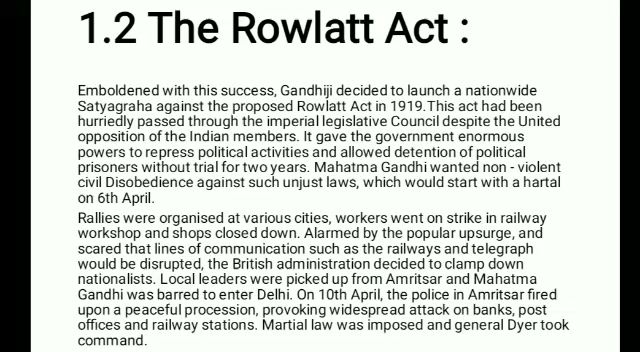 1.2 The Rowlatt Act :
Emboldened with this success, Gandhiji decided to launch a nationwide
Satyagraha against the proposed Rowlatt Act in 1919.This act had been
hurriedly passed through the imperial legislative Council despite the United
opposition of the Indian members. It gave the government enormous
powers to repress political activities and allowed detention of political
prisoners without trial for two years. Mahatma Gandhi wanted non - violent
civil Disobedience against such unjust laws, which would start with a hartal
on 6th April.
Rallies were organised at various cities, workers went on strike in railway
workshop and shops closed down. Alarmed by the popular upsurge, and
scared that lines of communication such as the railways and telegraph
would be disrupted, the British administration decided to clamp down
nationalists. Local leaders were picked up from Amritsar and Mahatma
Gandhi was barred to enter Delhi. On 10th April, the police in Amritsar fired
upon a peaceful procession, provoking widespread attack on banks, post
offices and railway stations. Martial law was imposed and general Dyer took
command.